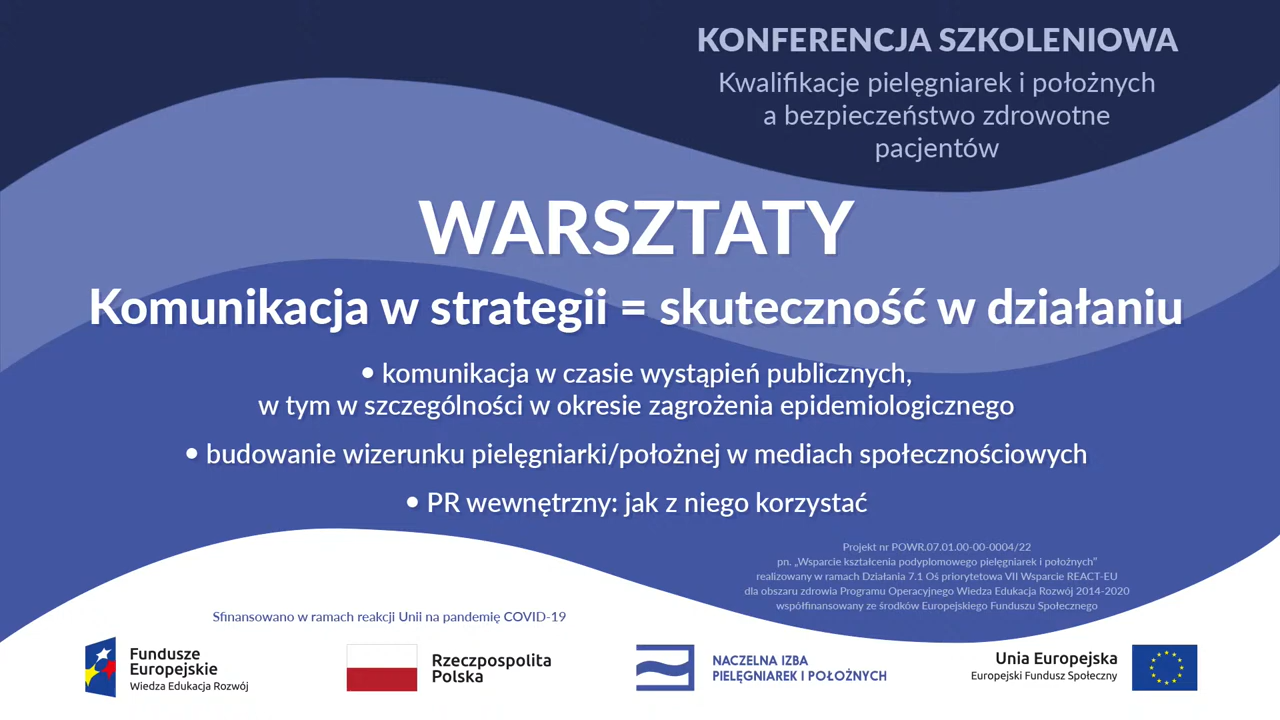 KONFERENCJA SZKOLENIOWA
Kwalifikacje pielęgniarek i położnych
a bezpieczeństwo zdrowotne
pacjentów
WARSZTATY
Komunikacja w strategii = skuteczność w działaniu
• komunikacja w czasie wystąpień publicznych,
w tym w szczególności w okresie zagrożenia epidemiologicznego
• budowanie wizerunku pielęgniarki/położnej w mediach społecznościowych
• PR wewnętrzny: jak z niego korzystać
Projekt nr POWR.07.01.00-00-0004/22
pn. „Wsparcie kształcenia podyplomowego pielęgniarek i położnych”
realizowany w ramach Działania 7.1 Oś priorytetowa VII Wsparcie REACT-EU
dla obszaru zdrowia Programu Operacyjnego Wiedza Edukacja Rozwój 2014-2020
współfinansowany ze środków Europejskiego Funduszu Społecznego
Sfinansowano w ramach reakcji Unii na pandemię COVID-19
Fundusze
Europejskie
Wiedza Edukacja Rozwój
Rzeczpospolita
Polska
NACZELNA IZBA
PIELĘGNIAREK I POŁOŻNYCH
Unia Europejska
Europejski Fundusz Społeczny